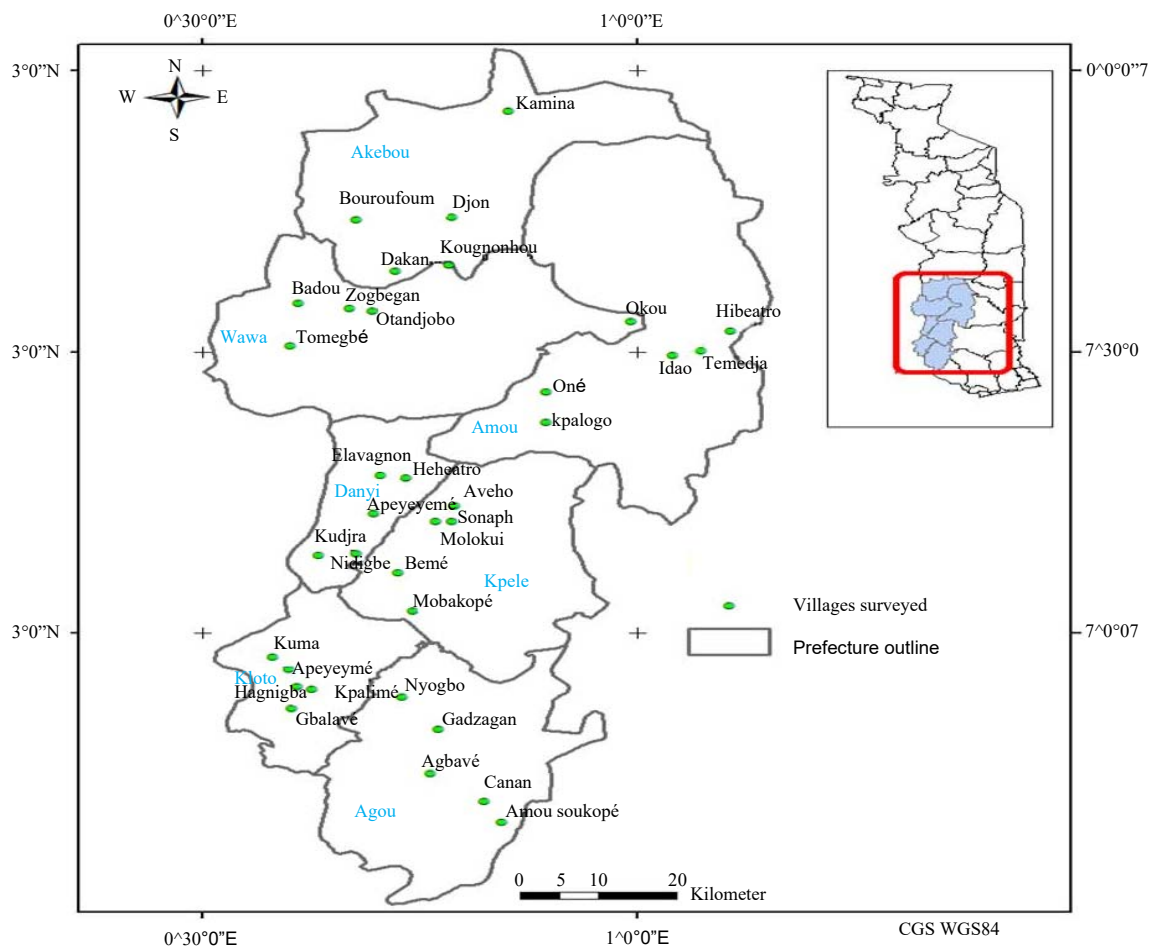 0^30'0"E
1^0'0"E
3^0"N
0^0'0"7
N
W
E
S
Kamina
Akebou
Bouroufoum
Djon
Kougnonhou
Dakan
Badou
Zogbegan
Otandjobo
Okou
Hibeatro
Wawa
Tomegbé
3^0"N
7^30'0
Idao
Temedja
Oné
kpalogo
Amou
Elavagnon
Heheatro
Danyi
Aveho
Apeyeyemé
Sonaph
Molokui
Kudjra
Nidigbe
Bemé
Kpele
Mobakopé
Villages surveyed
3^0"N
7^0'07
Kuma
Prefecture outline
Apeyeymé
Kloto
Hagnigba
Kpalimé
Nyogbo
Gbalavé
Gadzagan
Agbavé
Canan
Agou
Amou soukopé
0
5
10
20
Kilometer
CGS WGS84
0^30'0"E
1^0'0"E